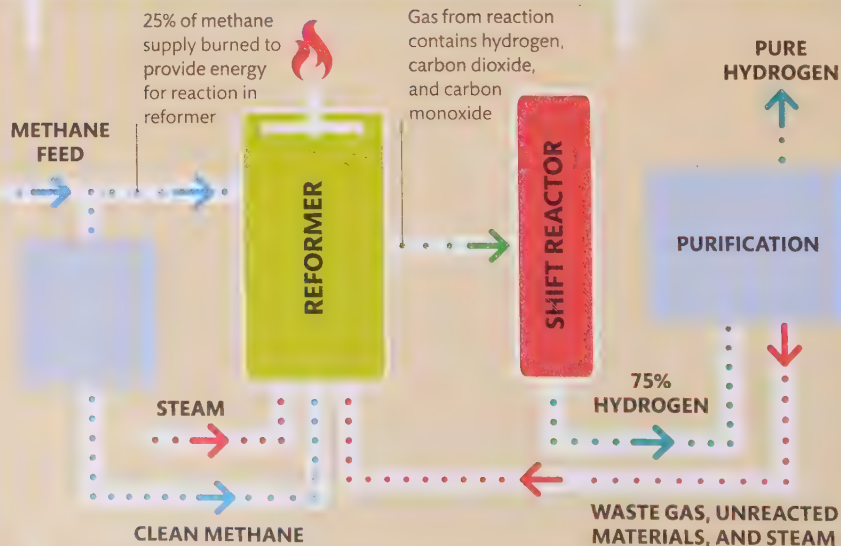 25% of methane
supply burned to
provide energy
for reaction in
reformer
Gas from reaction
contains hydrogen,
carbon dioxide,
and carbon
monoxide
PURE
HYDROGEN
METHANE
FEED
REFORMER
SHIFT REACTOR
PURIFICATION
STEAM
75%
HYDROGEN
CLEAN METHANE
WASTE GAS, UNREACTED
MATERIALS, AND STEAM